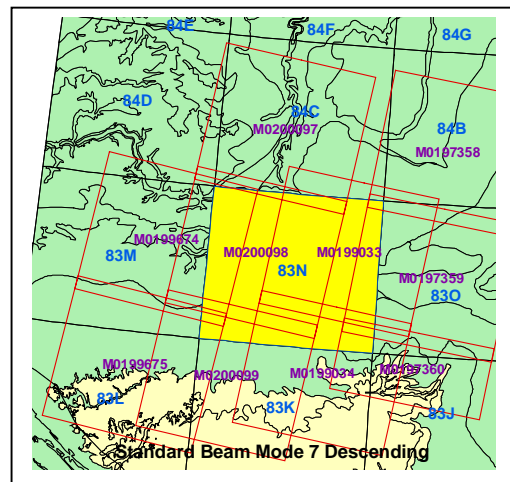 84E
84F
84G
84D
84C
84B
M0200097
M0197358
M0199674
M0200098
M0199033
83M
83N
M0197359
83O
M0199675
M0200099
M0199034
M0197360
83L
83K
83J
Standard Beam Mode 7 Descending